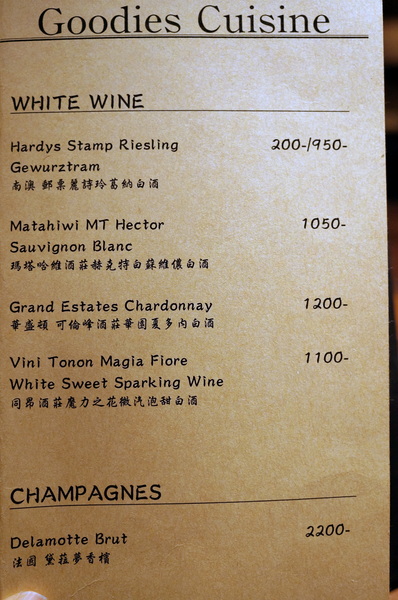 Goodies Cuisine
WHITE WINE
Hardys Stamp Riesling 200-/950-
Gewurztram
南澳 郵票麗諄玲葛納白酒
Matahiwi MT Hector 1050-
Sauvignon Blanc
瑪塔哈維酒莊赫克特白蘇維儂白酒
Grand Estates Chardonnay 1200-
華盛頓 可倫峰酒莊華園夏多內白酒
Vini Tonon Magia Fiore 1100-
White Sweet Sparking Wine
同昂酒莊魔力之花微汽泡甜白酒
CHAMPAGNES
Delamotte Brut 2200-
法國 黛菈夢香檳